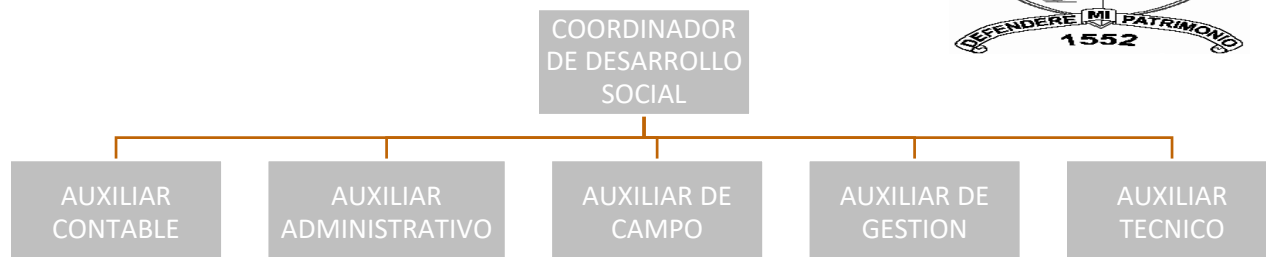 DEFENDERE MI PATRIMONIO
1552
COORDINADOR
DE DESARROLLO
SOCIAL
AUXILIAR
CONTABLE
AUXILIAR
ADMINISTRATIVO
AUXILIAR DE
CAMPO
AUXILIAR DE
GESTION
AUXILIAR
TECNICO